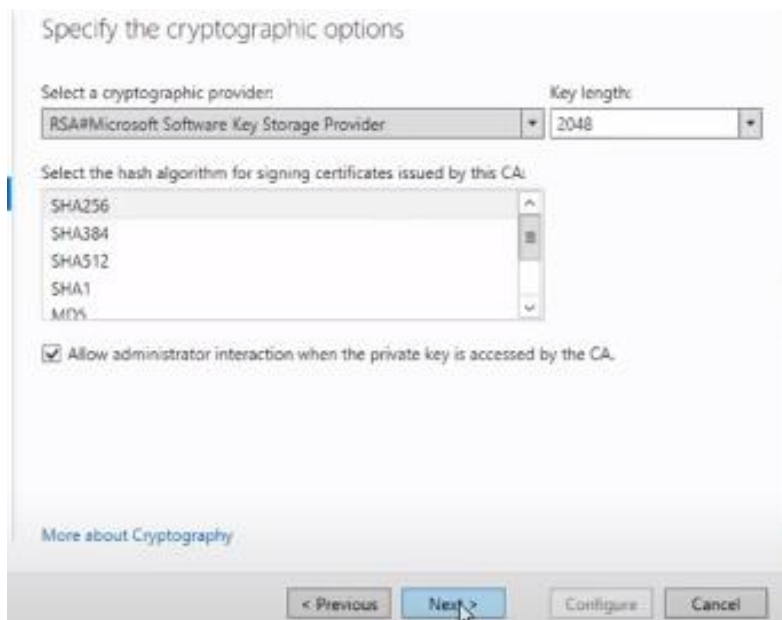 Specify the cryptographic options
Select a cryptographic provider: Key length:
RSA#Microsoft Software Key Storage Provider 2048
Select the hash algorithm for signing certificates issued by this CA:
SHA256
SHA384
SHA512
SHA1
MD5
Allow administrator interaction when the private key is accessed by the CA.
More about Cryptography
< Previous Next > Configure Cancel